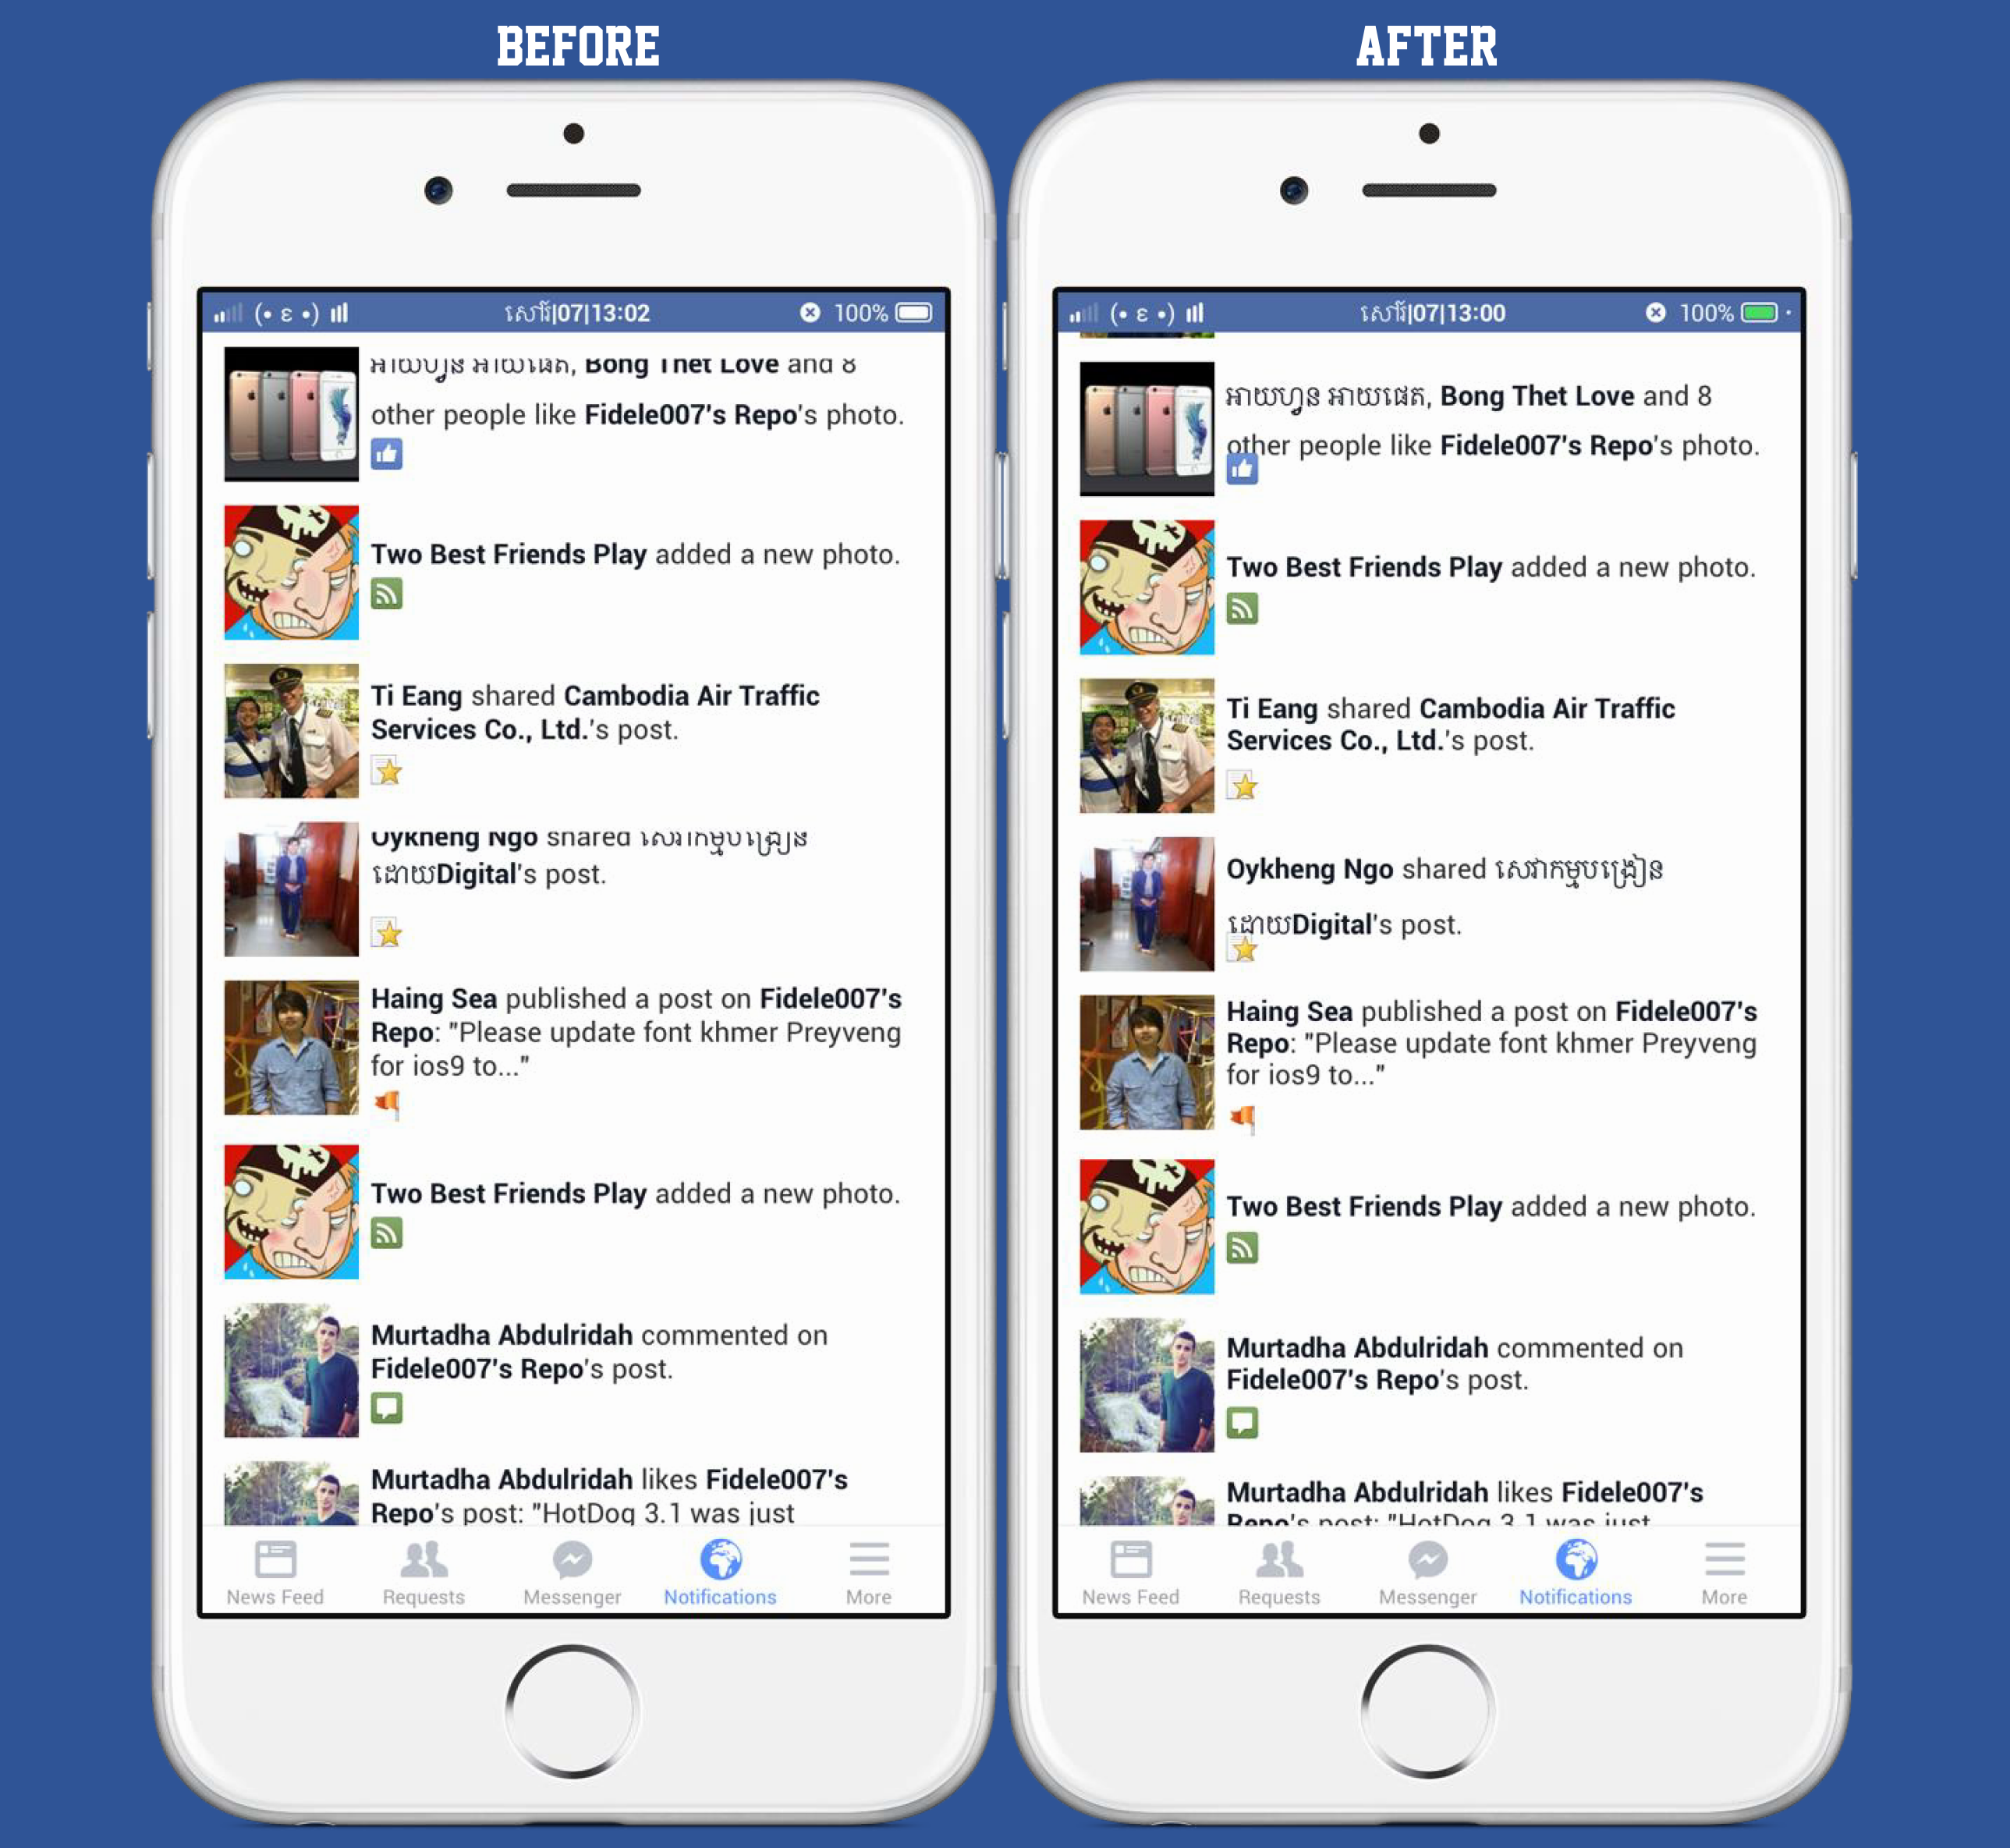 BEFORE
(• ε •)
សៅរ៍|07|13:02
100%
អាយហ្វូន អាយផេត, Bong Thet Love and 8
other people like Fidele007's Repo's photo.
Two Best Friends Play added a new photo.
Ti Eang shared Cambodia Air Traffic
Services Co., Ltd.'s post.
Oykheng Ngo shared សេវាកម្មបង្រៀន
ដោយDigital's post.
Haing Sea published a post on Fidele007's
Repo: "Please update font khmer Preyveng
for ios9 to..."
Two Best Friends Play added a new photo.
Murtadha Abdulridah commented on
Fidele007's Repo's post.
Murtadha Abdulridah likes Fidele007's
Repo's post: "HotDog 3.1 was just
News Feed
Requests
Messenger
Notifications
More
AFTER
(• ε •)
សៅរ៍|07|13:00
100%
អាយហ្វូន អាយផេត, Bong Thet Love and 8
other people like Fidele007's Repo's photo.
Two Best Friends Play added a new photo.
Ti Eang shared Cambodia Air Traffic
Services Co., Ltd.'s post.
Oykheng Ngo shared សេវាកម្មបង្រៀន
ដោយDigital's post.
Haing Sea published a post on Fidele007's
Repo: "Please update font khmer Preyveng
for ios9 to..."
Two Best Friends Play added a new photo.
Murtadha Abdulridah commented on
Fidele007's Repo's post.
Murtadha Abdulridah likes Fidele007's
Repo's post: "HotDog 3.1 was just
News Feed
Requests
Messenger
Notifications
More